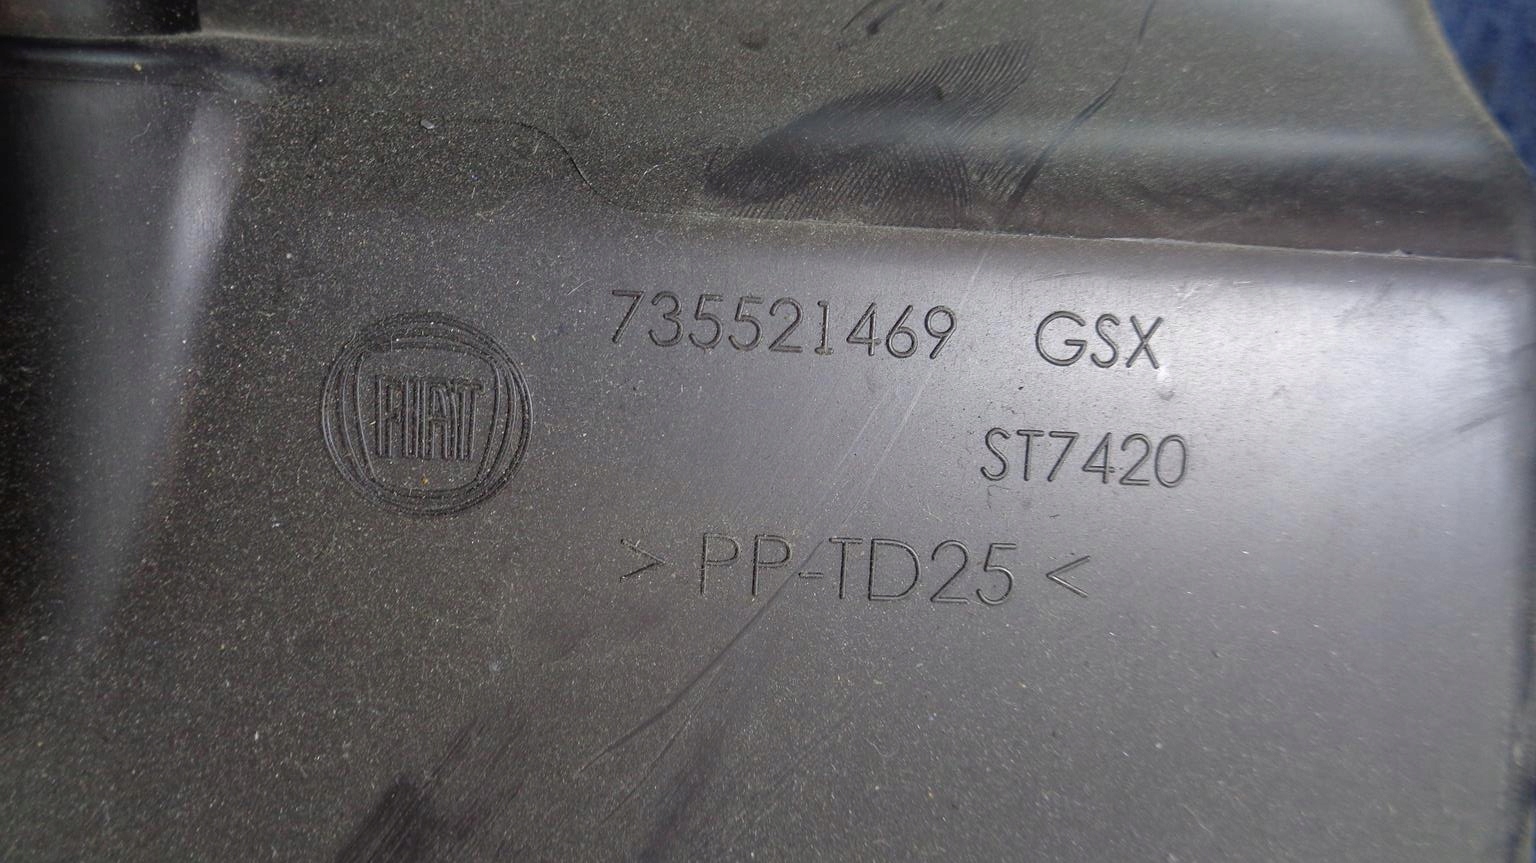 735521469 GSX
FIAT
ST7420
> PP-TD25 <